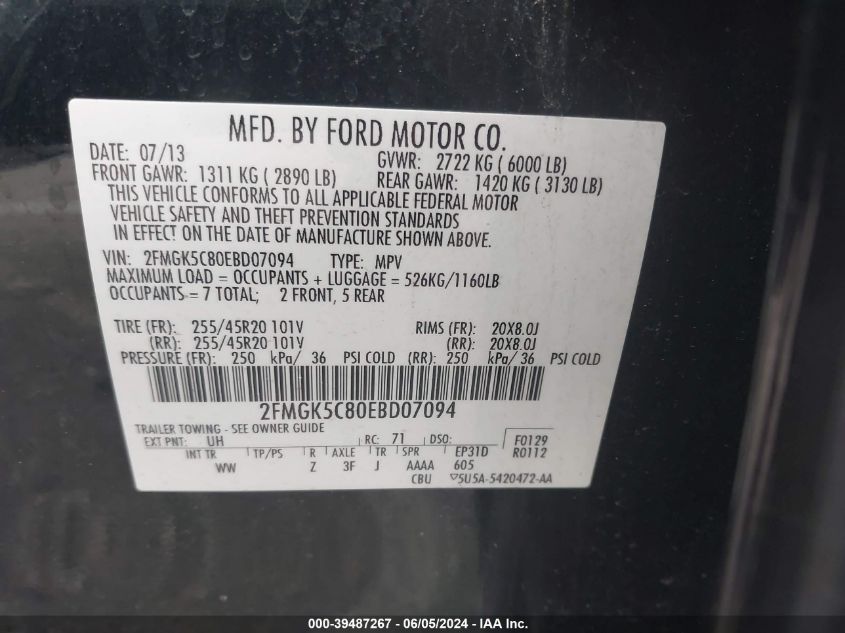 MFD. BY FORD MOTOR CO.
DATE: 07/13 GVWR: 2722 KG ( 6000 LB)
FRONT GAWR: 1311 KG ( 2890 LB) REAR GAWR: 1420 KG ( 3130 LB)
THIS VEHICLE CONFORMS TO ALL APPLICABLE FEDERAL MOTOR
VEHICLE SAFETY AND THEFT PREVENTION STANDARDS
IN EFFECT ON THE DATE OF MANUFACTURE SHOWN ABOVE.
VIN: 2FMGK5C80EBD07094 TYPE: MPV
MAXIMUM LOAD = OCCUPANTS + LUGGAGE = 526KG/1160LB
OCCUPANTS = 7 TOTAL; 2 FRONT, 5 REAR
TIRE (FR): 255/45R20 101V RIMS (FR): 20X8.0J
(RR): 255/45R20 101V (RR): 20X8.0J
PRESSURE (FR): 250 kPa/ 36 PSI COLD (RR): 250 kPa/ 36 PSI COLD
2FMGK5C80EBD07094
TRAILER TOWING - SEE OWNER GUIDE
EXT PNT: UH RC: 71 DSO: F0129
INT TR TP/PS R AXLE TR SPR EP31D R0112
WW Z 3F J AAAA 605
CBU ▽5U5A-5420472-AA
000-39487267 - 06/05/2024 - IAA Inc.